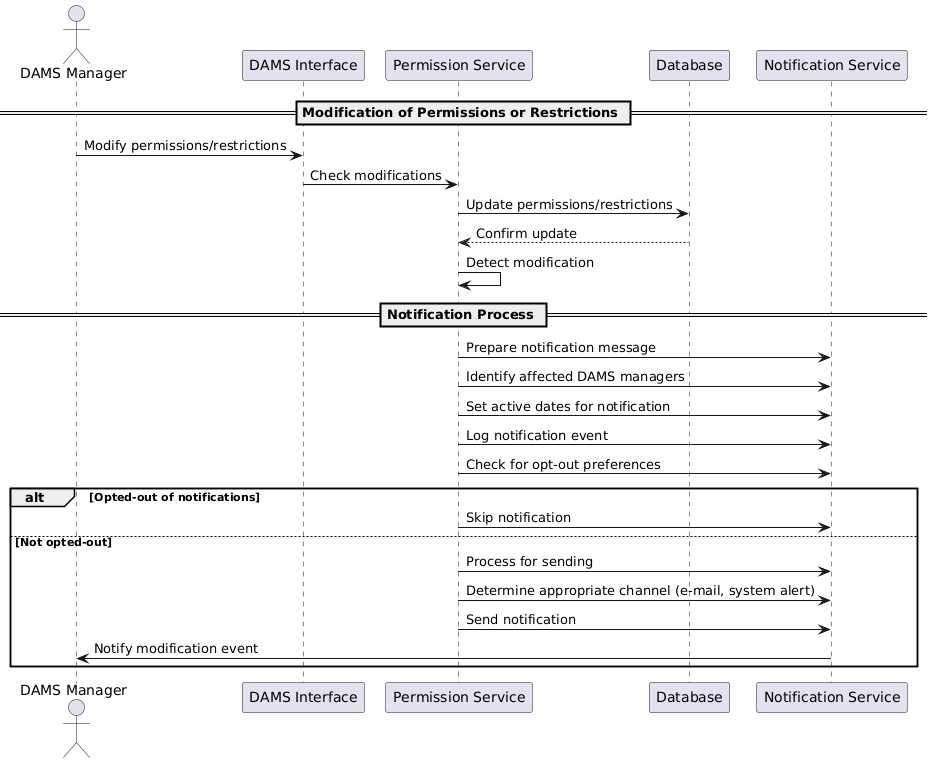 DAMS Manager
DAMS Interface
Permission Service
Database
Notification Service
Modification of Permissions or Restrictions
Modify permissions/restrictions
Check modifications
Update permissions/restrictions
Confirm update
Detect modification
Notification Process
Prepare notification message
Identify affected DAMS managers
Set active dates for notification
Log notification event
Check for opt-out preferences
alt
[Opted-out of notifications]
Skip notification
[Not opted-out]
Process for sending
Determine appropriate channel (e-mail, system alert)
Send notification
Notify modification event
DAMS Manager
DAMS Interface
Permission Service
Database
Notification Service